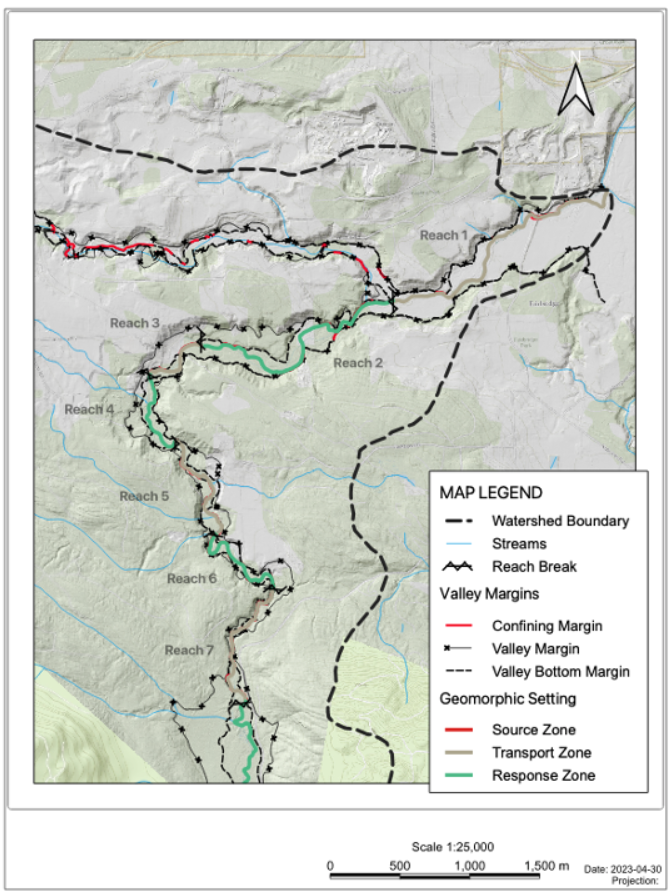 N
Reach 1
Reach 3
Reach 2
Reach 4
Reach 5
Reach 6
Reach 7
MAP LEGEND
Watershed Boundary
Streams
Reach Break
Valley Margins
Confining Margin
Valley Margin
Valley Bottom Margin
Geomorphic Setting
Source Zone
Transport Zone
Response Zone
Scale 1:25,000
0 500 1,000 1,500 m
Date: 2023-04-30
Projection: